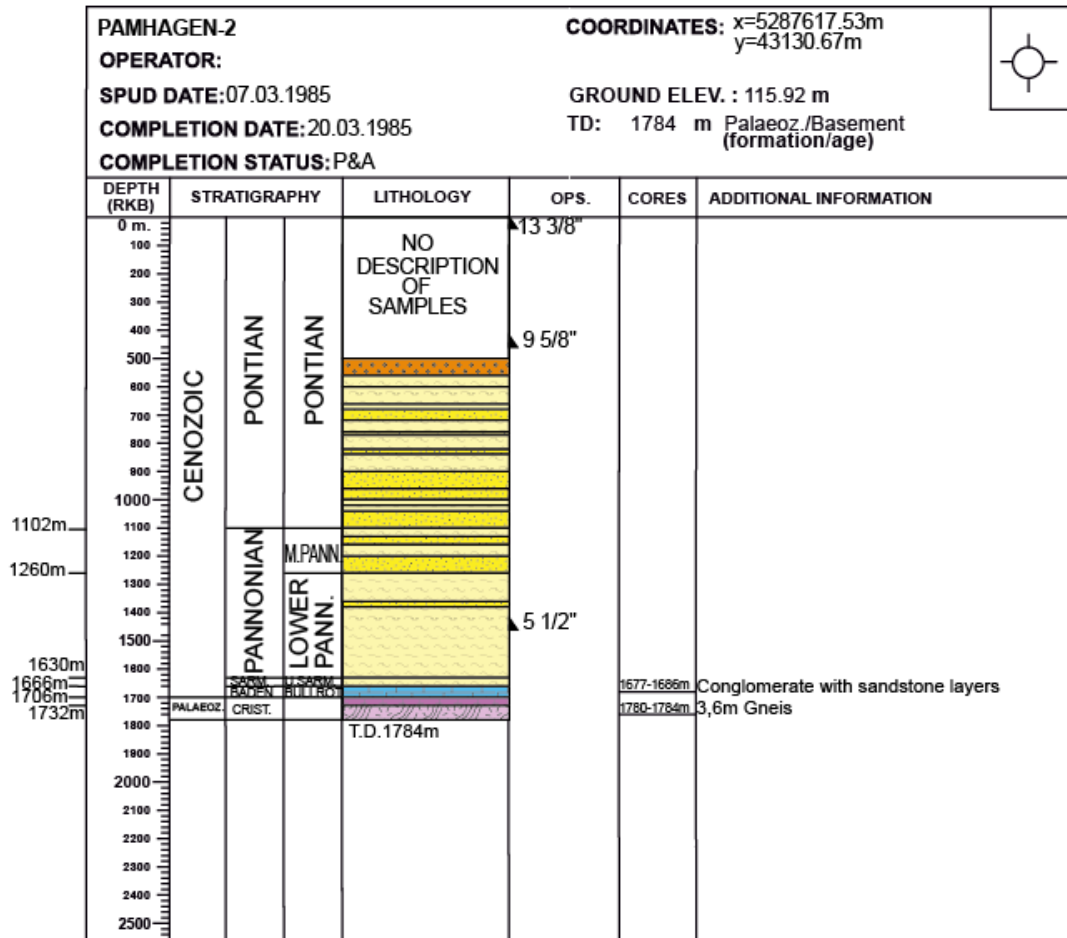 PAMHAGEN-2
OPERATOR:
SPUD DATE: 07.03.1985
COMPLETION DATE: 20.03.1985
COMPLETION STATUS: P&A
COORDINATES: x=5287617.53m
y=43130.67m
GROUND ELEV. : 115.92 m
TD: 1784 m Palaeoz./Basement
(formation/age)
DEPTH
(RKB)
STRATIGRAPHY
LITHOLOGY
OPS.
CORES
ADDITIONAL INFORMATION
0 m.
100
200
300
400
500
600
700
800
900
1000
1100
1200
1300
1400
1500
1600
1700
1800
1900
2000
2100
2200
2300
2400
2500
1102m
1260m
1630m
1666m
1706m
1732m
CENOZOIC
PALAEOZ.
PONTIAN
PANNONIAN
SARM.
BADEN
CRIST.
PONTIAN
M.PANN.
LOWER
PANN.
U.SARM.
BUL.ROT
NO
DESCRIPTION
OF
SAMPLES
T.D.1784m
13 3/8"
9 5/8"
5 1/2"
1677-1686m
Conglomerate with sandstone layers
1780-1784m
3,6m Gneis